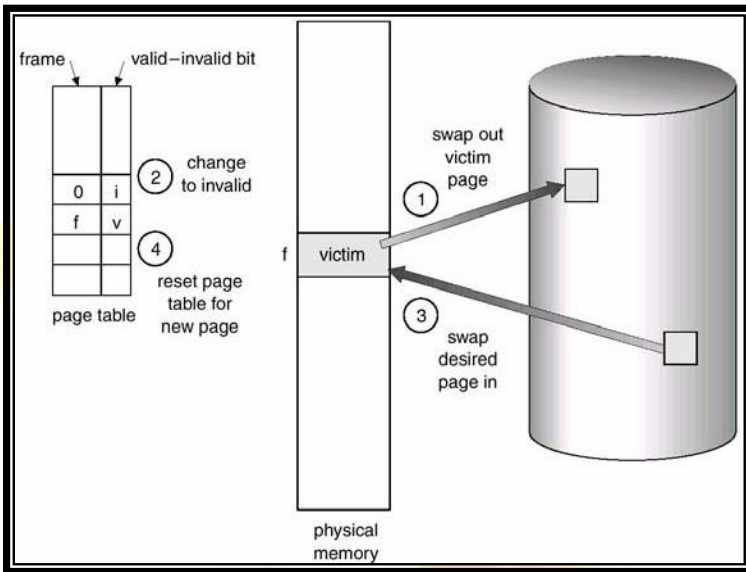 frame
valid–invalid bit
0
i
f
v
2
change
to invalid
4
reset page
table for
new page
page table
f
victim
physical
memory
swap out
victim
page
1
3
swap
desired
page in